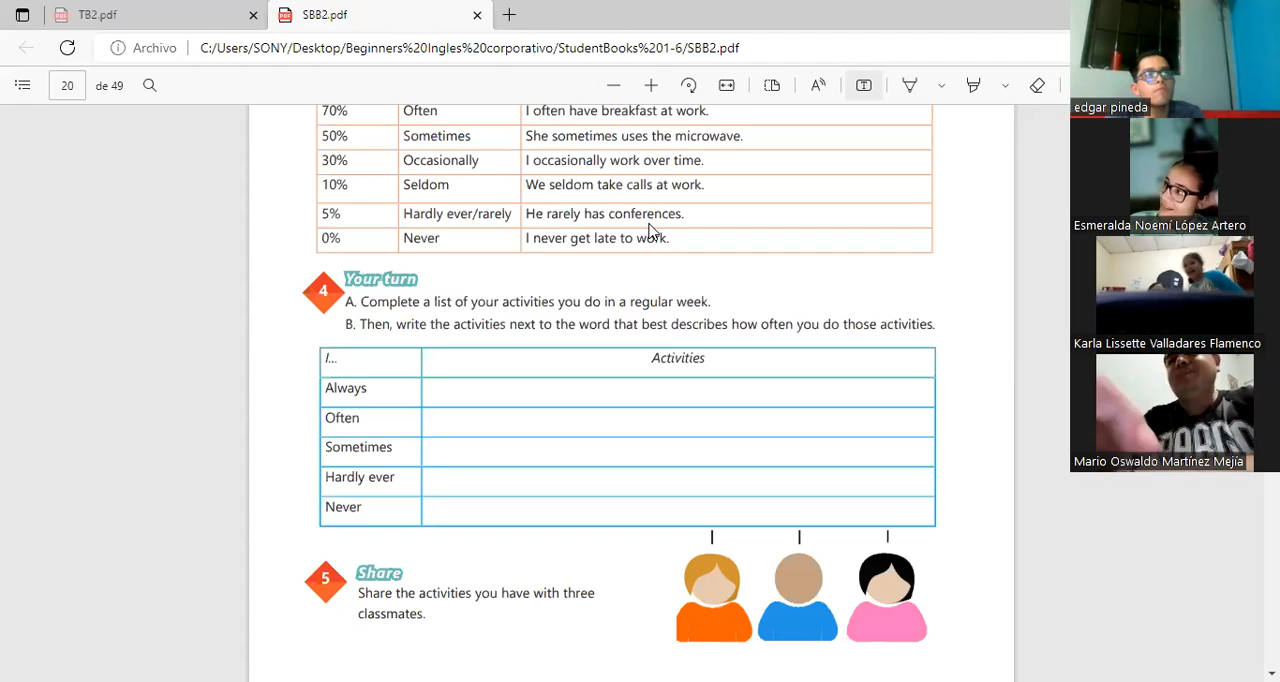 TB2.pdf
SBB2.pdf
Archivo
C:/Users/SONY/Desktop/Beginners%20Ingles%20corporativo/StudentBooks%201-6/SBB2.pdf
20 de 49
70% Often I often have breakfast at work.
50% Sometimes She sometimes uses the microwave.
30% Occasionally I occasionally work over time.
10% Seldom We seldom take calls at work.
5% Hardly ever/rarely He rarely has conferences.
0% Never I never get late to work.
4 Your turn
A. Complete a list of your activities you do in a regular week.
B. Then, write the activities next to the word that best describes how often you do those activities.
I... Activities
Always
Often
Sometimes
Hardly ever
Never
5 Share
Share the activities you have with three
classmates.
edgar pineda
Esmeralda Noemí López Artero
Karla Lissette Valladares Flamenco
Mario Oswaldo Martínez Mejía